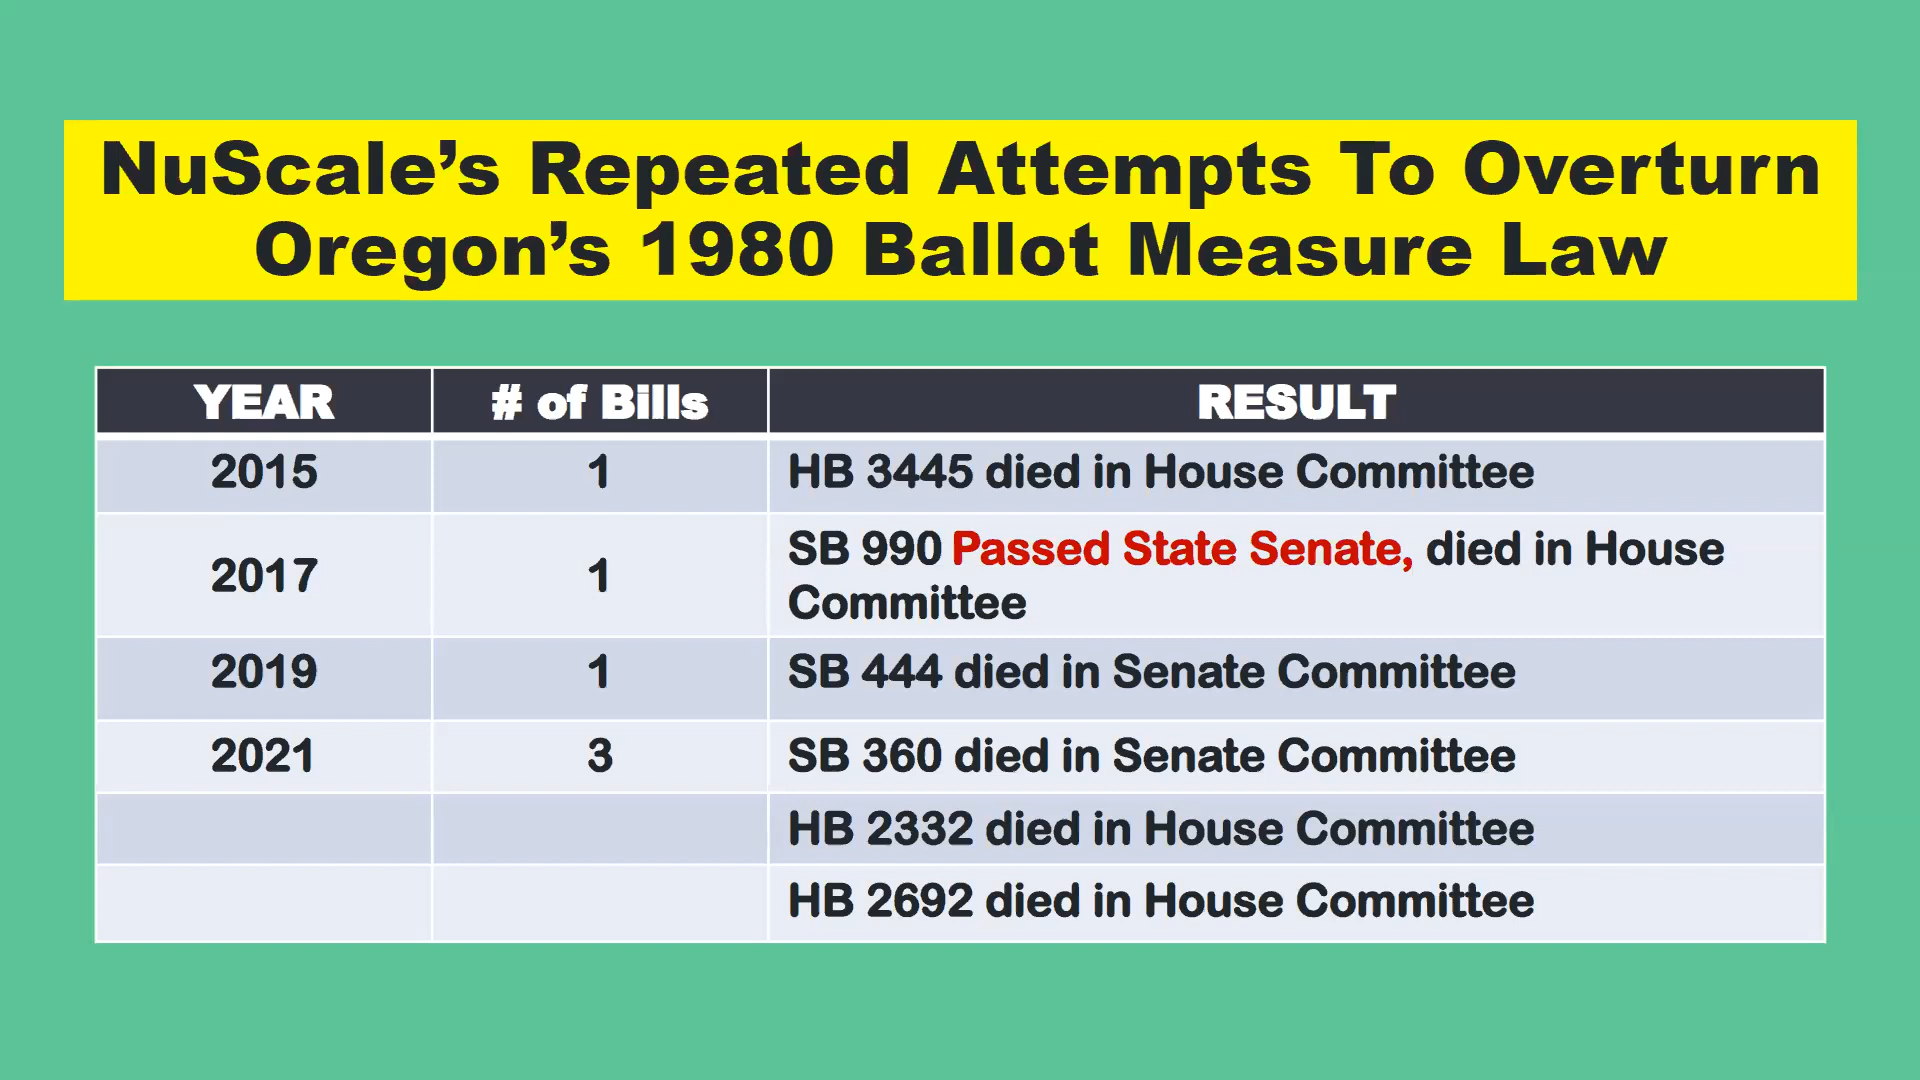 NuScale’s Repeated Attempts To Overturn
Oregon’s 1980 Ballot Measure Law
YEAR # of Bills RESULT
2015 1 HB 3445 died in House Committee
2017 1 SB 990 Passed State Senate, died in House
Committee
2019 1 SB 444 died in Senate Committee
2021 3 SB 360 died in Senate Committee
HB 2332 died in House Committee
HB 2692 died in House Committee